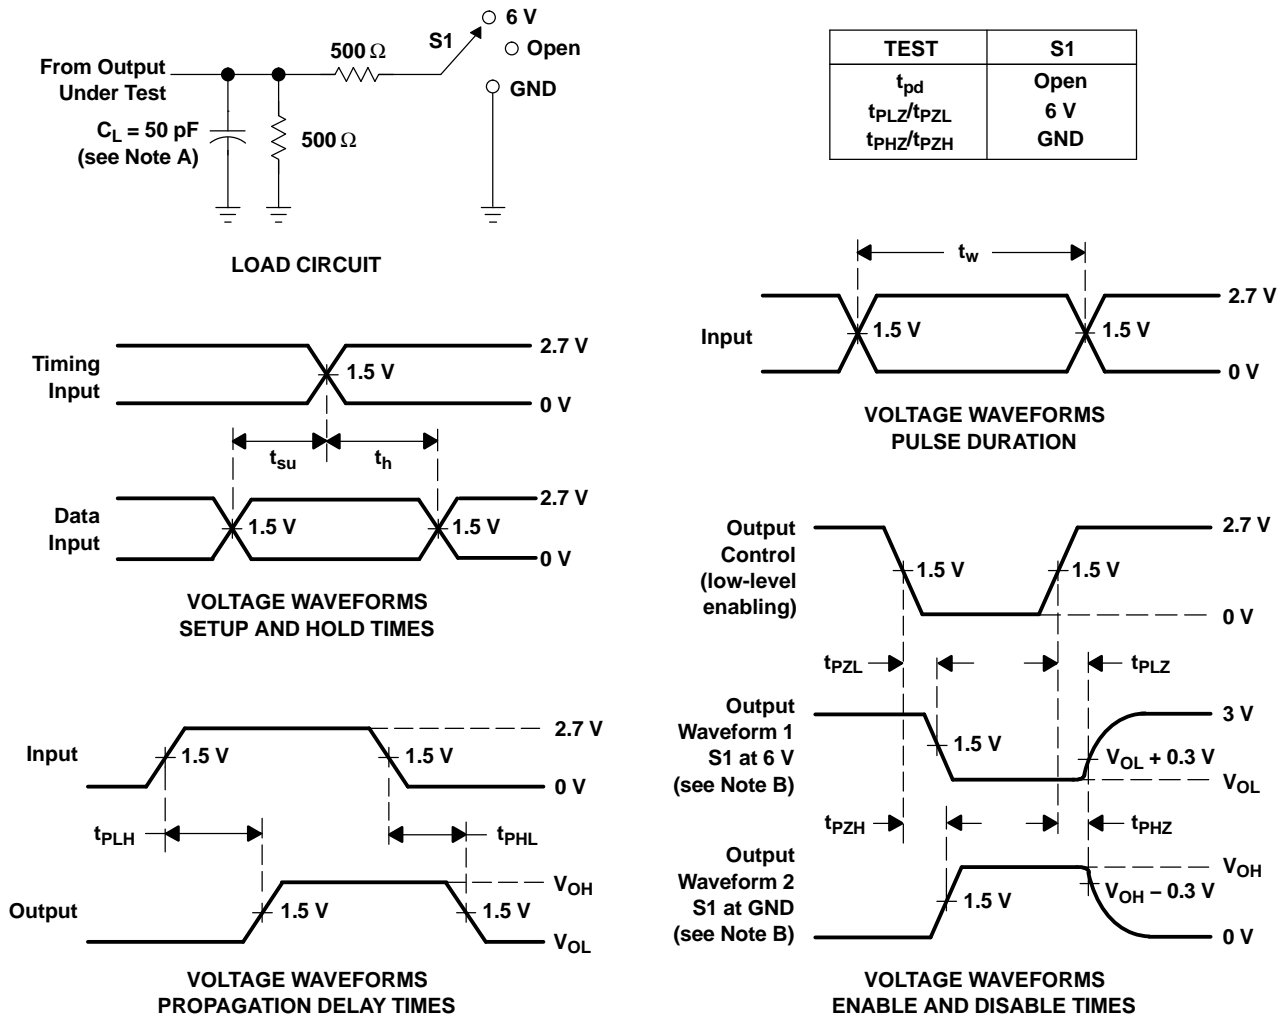 6 V
S1
Open
500 Ω
From Output
Under Test
GND
CL = 50 pF
(see Note A)
500 Ω
LOAD CIRCUIT
TEST S1
tpd Open
tPLZ/tPZL 6 V
tPHZ/tPZH GND
tw
2.7 V
Input
1.5 V 1.5 V
0 V
VOLTAGE WAVEFORMS
PULSE DURATION
Timing
Input
2.7 V
1.5 V
0 V
tsu th
Data
Input
2.7 V
1.5 V 1.5 V
0 V
VOLTAGE WAVEFORMS
SETUP AND HOLD TIMES
Input
2.7 V
1.5 V 1.5 V
0 V
tPLH tPHL
Output
VOH
1.5 V 1.5 V
VOL
VOLTAGE WAVEFORMS
PROPAGATION DELAY TIMES
Output
Control
(low-level
enabling)
2.7 V
1.5 V 1.5 V
0 V
tPZL tPLZ
Output
Waveform 1
S1 at 6 V
(see Note B)
3 V
1.5 V
VOL + 0.3 V
VOL
tPZH tPHZ
Output
Waveform 2
S1 at GND
(see Note B)
VOH
1.5 V
VOH – 0.3 V
0 V
VOLTAGE WAVEFORMS
ENABLE AND DISABLE TIMES